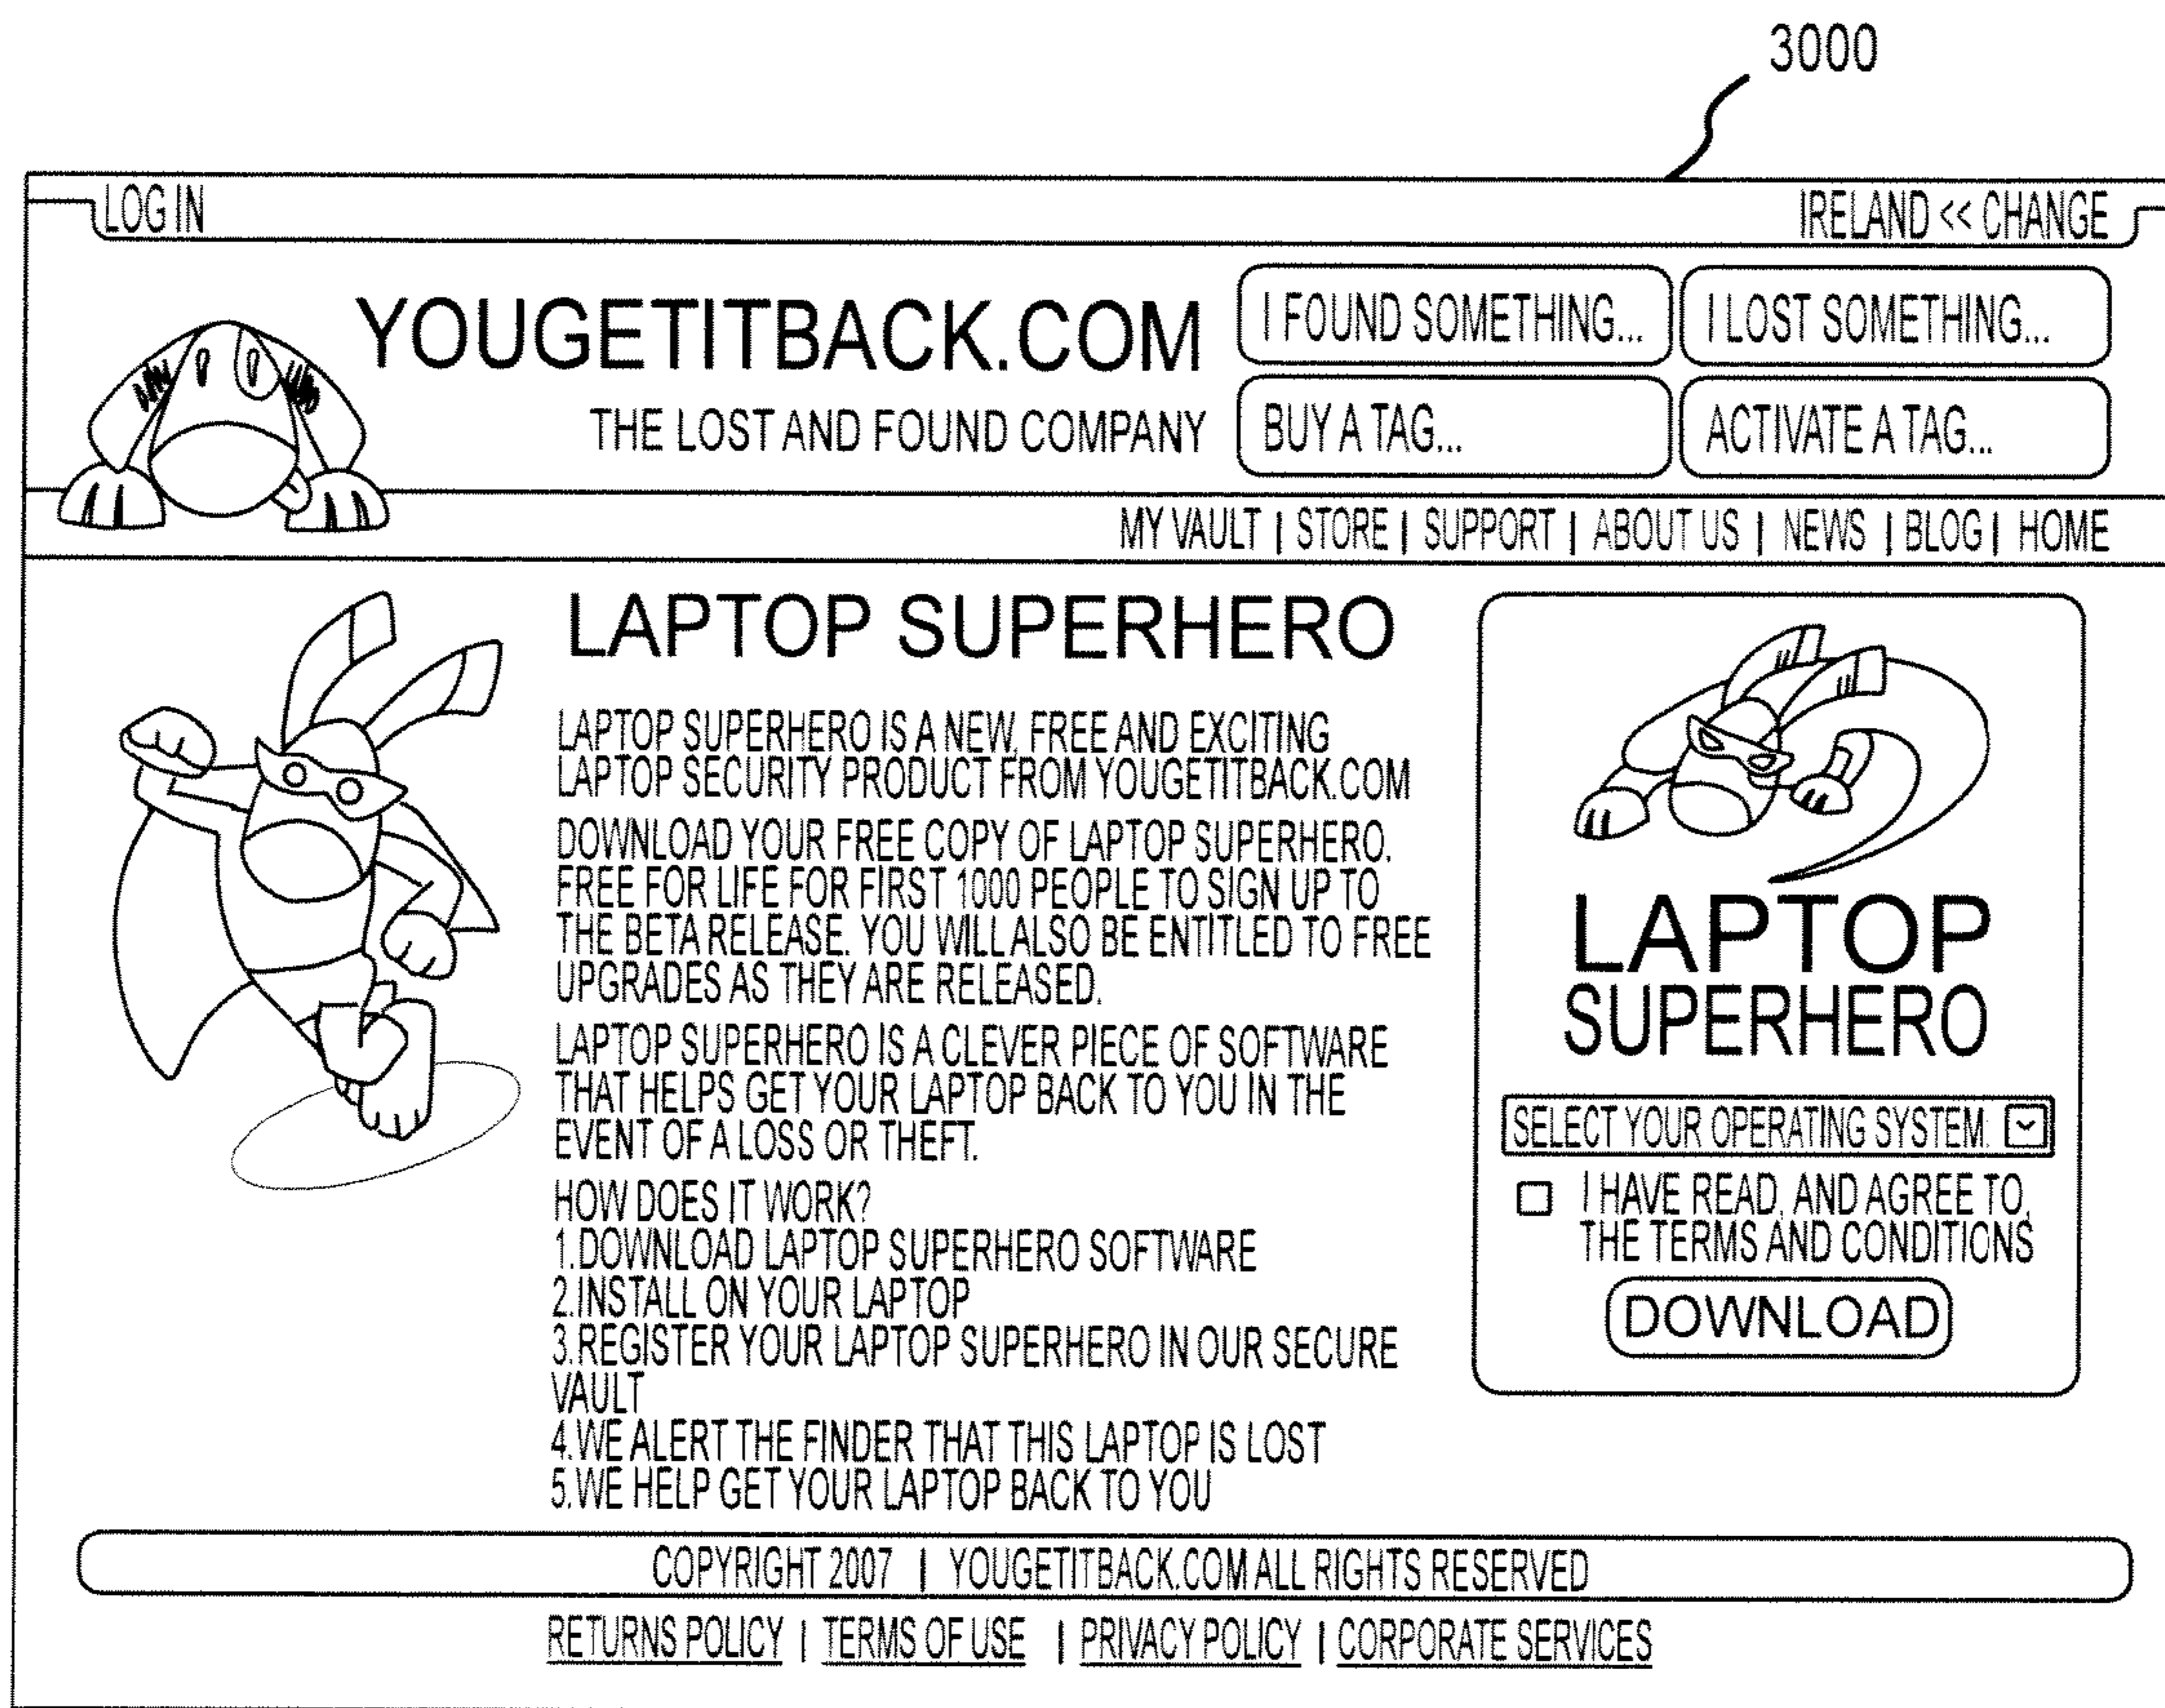 3000
LOG IN
IRELAND << CHANGE
YOUGETITBACK.COM
THE LOST AND FOUND COMPANY
I FOUND SOMETHING...
I LOST SOMETHING...
BUY A TAG...
ACTIVATE A TAG...
MY VAULT | STORE | SUPPORT | ABOUT US | NEWS | BLOG | HOME
LAPTOP SUPERHERO
LAPTOP SUPERHERO IS A NEW, FREE AND EXCITING
LAPTOP SECURITY PRODUCT FROM YOUGETITBACK.COM
DOWNLOAD YOUR FREE COPY OF LAPTOP SUPERHERO.
FREE FOR LIFE FOR FIRST 1000 PEOPLE TO SIGN UP TO
THE BETA RELEASE. YOU WILL ALSO BE ENTITLED TO FREE
UPGRADES AS THEY ARE RELEASED.
LAPTOP SUPERHERO IS A CLEVER PIECE OF SOFTWARE
THAT HELPS GET YOUR LAPTOP BACK TO YOU IN THE
EVENT OF A LOSS OR THEFT.
HOW DOES IT WORK?
1.DOWNLOAD LAPTOP SUPERHERO SOFTWARE
2.INSTALL ON YOUR LAPTOP
3.REGISTER YOUR LAPTOP SUPERHERO IN OUR SECURE
VAULT
4.WE ALERT THE FINDER THAT THIS LAPTOP IS LOST
5.WE HELP GET YOUR LAPTOP BACK TO YOU
LAPTOP
SUPERHERO
SELECT YOUR OPERATING SYSTEM:
I HAVE READ, AND AGREE TO,
THE TERMS AND CONDITIONS
DOWNLOAD
COPYRIGHT 2007 | YOUGETITBACK.COM ALL RIGHTS RESERVED
RETURNS POLICY | TERMS OF USE | PRIVACY POLICY | CORPORATE SERVICES